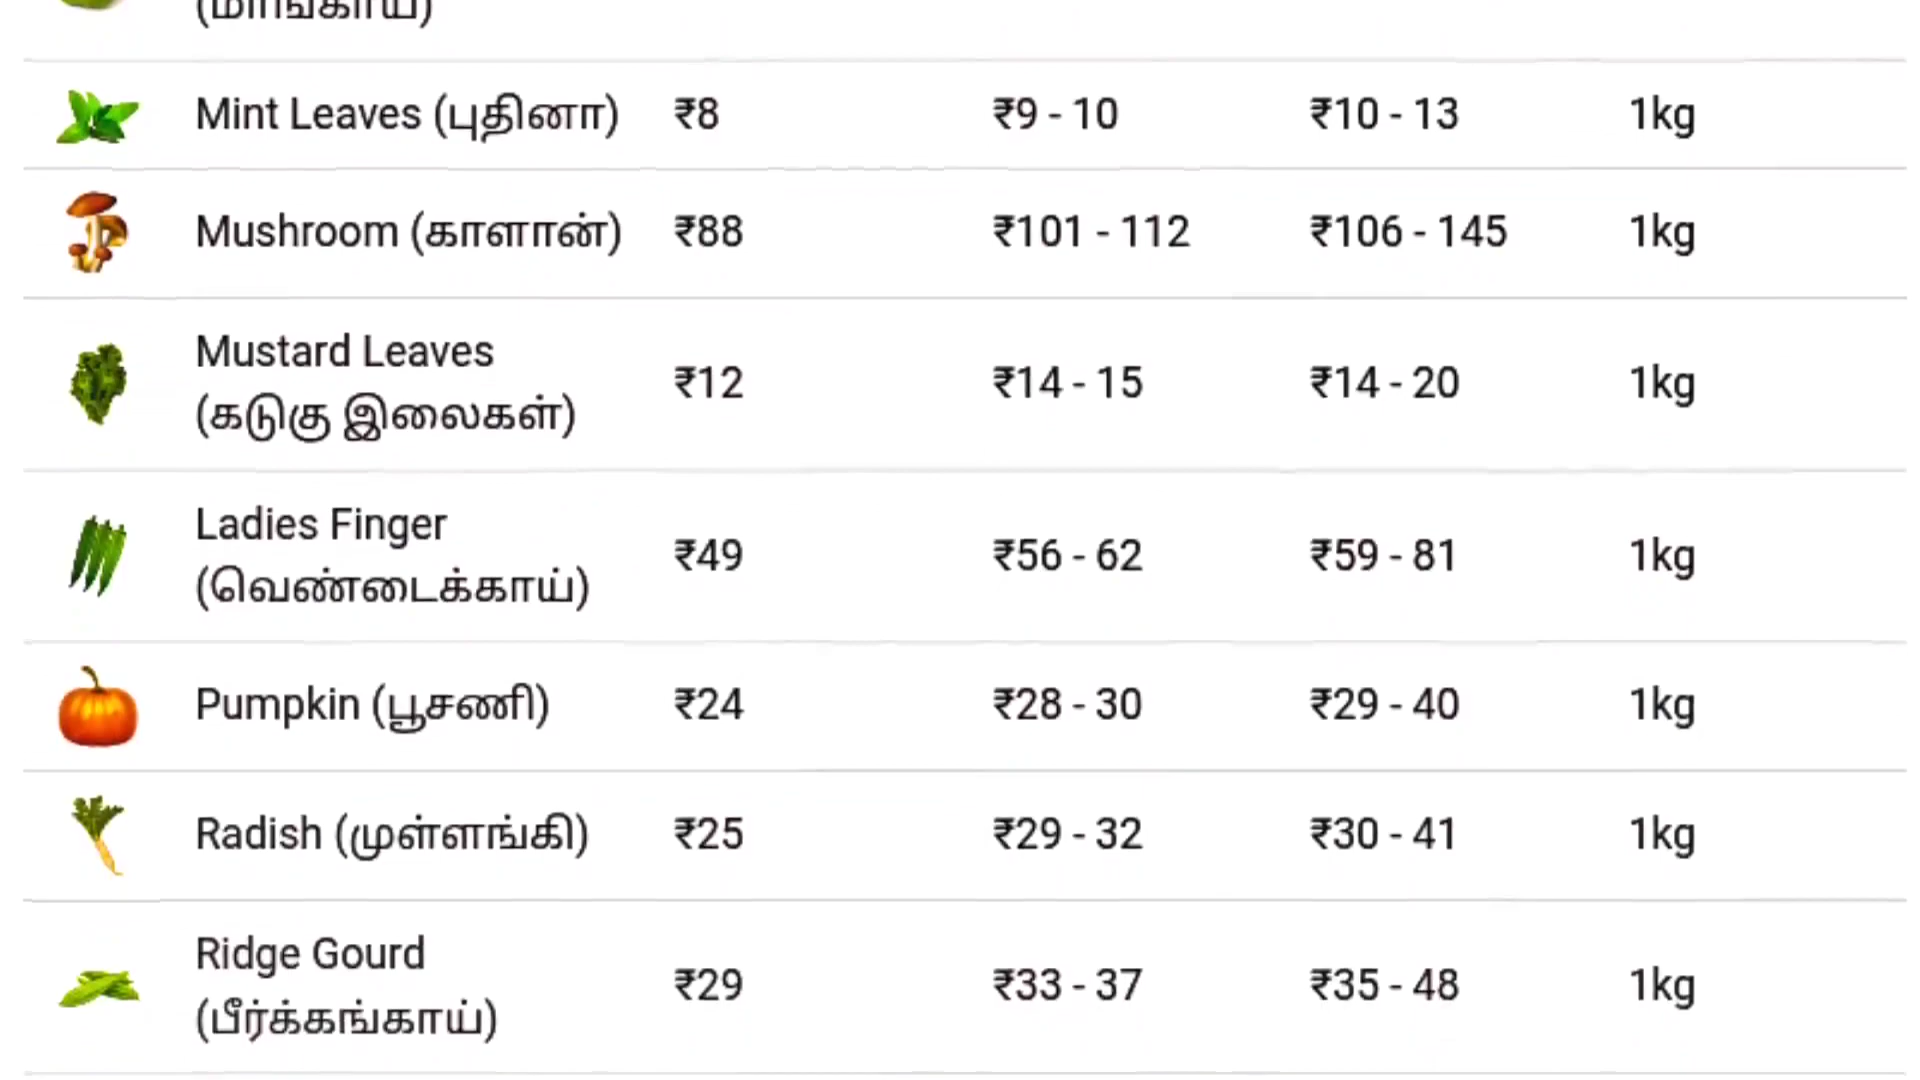 (மாங்காய்)
Mint Leaves (புதினா) ₹8 ₹9 - 10 ₹10 - 13 1kg
Mushroom (காளான்) ₹88 ₹101 - 112 ₹106 - 145 1kg
Mustard Leaves
(கடுகு இலைகள்) ₹12 ₹14 - 15 ₹14 - 20 1kg
Ladies Finger
(வெண்டைக்காய்) ₹49 ₹56 - 62 ₹59 - 81 1kg
Pumpkin (பூசணி) ₹24 ₹28 - 30 ₹29 - 40 1kg
Radish (முள்ளங்கி) ₹25 ₹29 - 32 ₹30 - 41 1kg
Ridge Gourd
(பீர்க்கங்காய்) ₹29 ₹33 - 37 ₹35 - 48 1kg